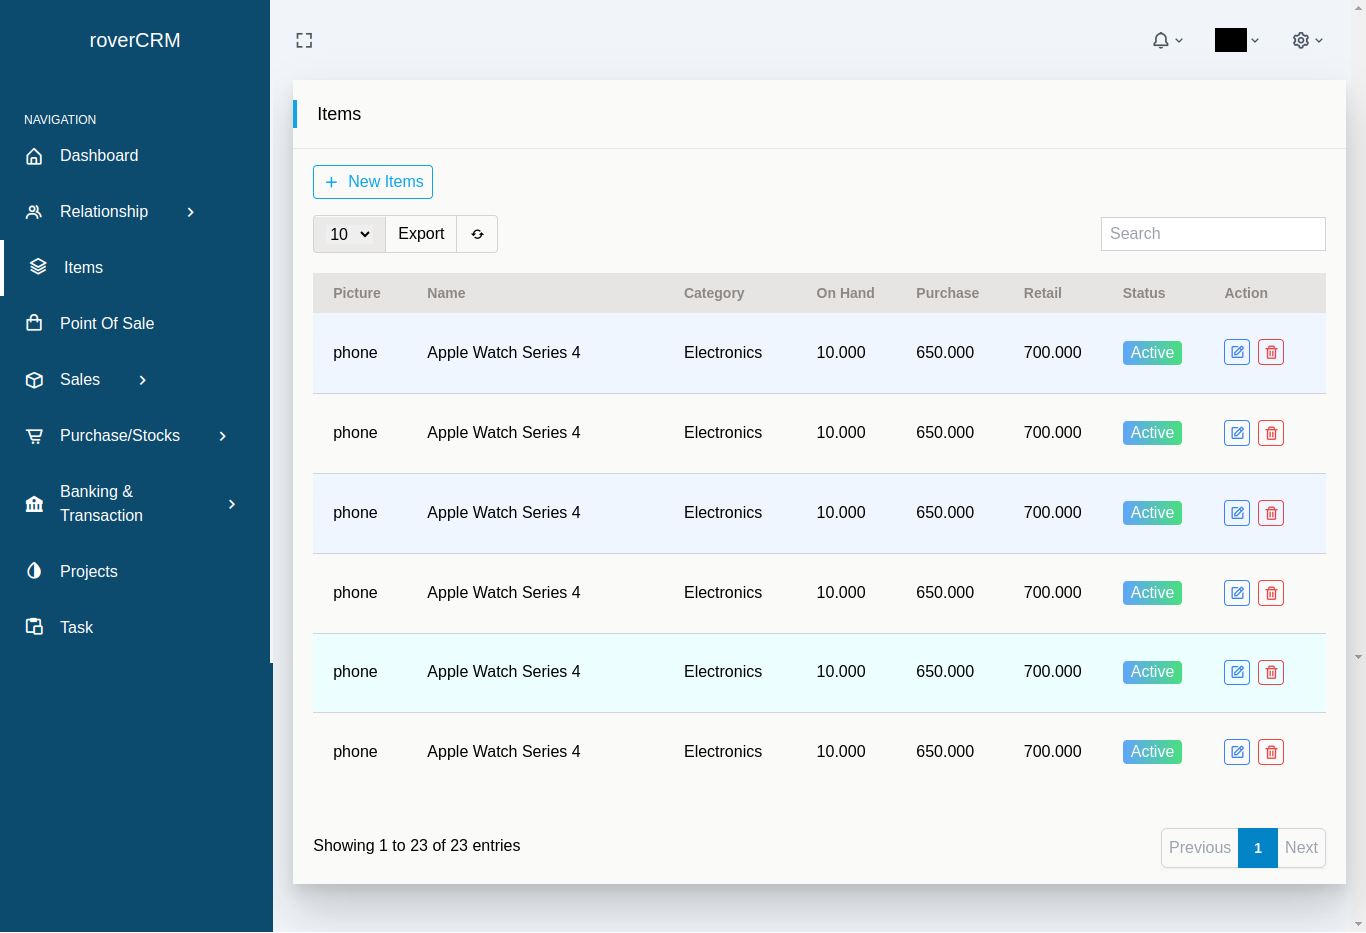 roverCRM
NAVIGATION
Dashboard
Relationship
Items
Point Of Sale
Sales
Purchase/Stocks
Banking &
Transaction
Projects
Task
Items
New Items
10 Export
Search
Picture Name Category On Hand Purchase Retail Status Action
phone Apple Watch Series 4 Electronics 10.000 650.000 700.000 Active
phone Apple Watch Series 4 Electronics 10.000 650.000 700.000 Active
phone Apple Watch Series 4 Electronics 10.000 650.000 700.000 Active
phone Apple Watch Series 4 Electronics 10.000 650.000 700.000 Active
phone Apple Watch Series 4 Electronics 10.000 650.000 700.000 Active
phone Apple Watch Series 4 Electronics 10.000 650.000 700.000 Active
Showing 1 to 23 of 23 entries
Previous 1 Next